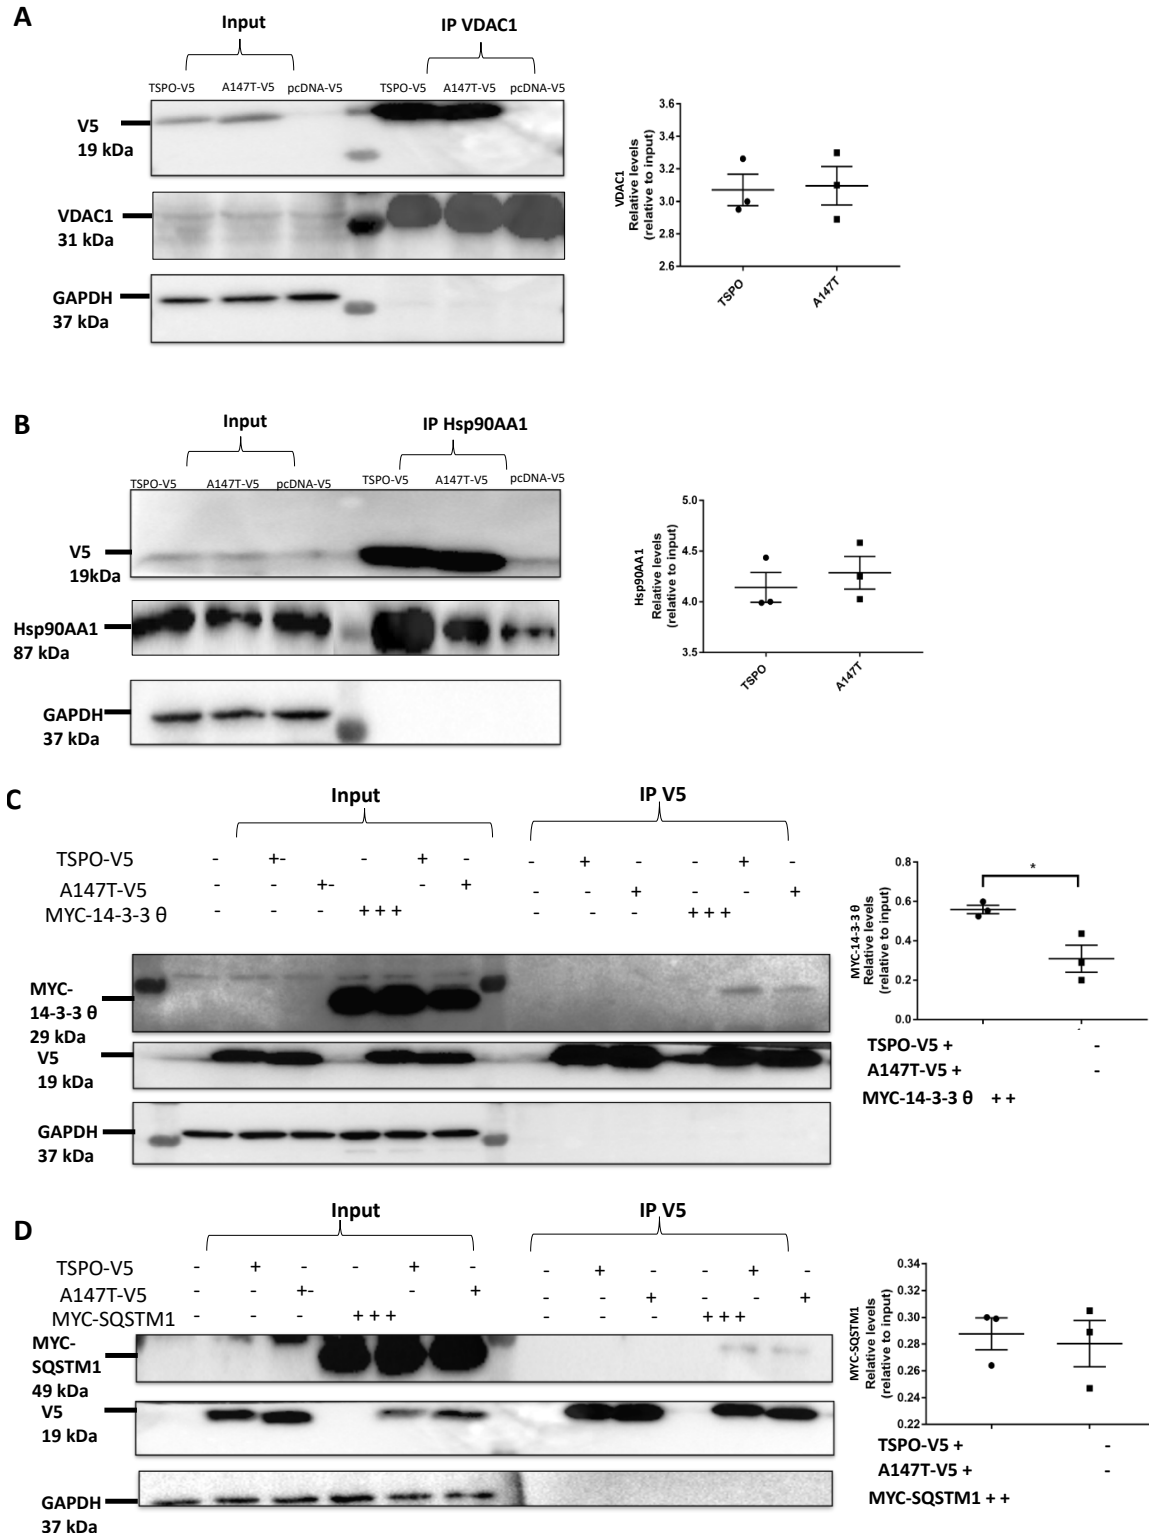 A
Input
IP VDAC1
TSPO-V5 A147T-V5 pcDNA-V5 TSPO-V5 A147T-V5 pcDNA-V5
V5
19 kDa
VDAC1
31 kDa
GAPDH
37 kDa
VDAC1
Relative levels
(relative to input)
3.6
3.4
3.2
3.0
2.8
2.6
TSPO
A147T
B
Input
IP Hsp90AA1
TSPO-V5 A147T-V5 pcDNA-V5 TSPO-V5 A147T-V5 pcDNA-V5
V5
19kDa
Hsp90AA1
87 kDa
GAPDH
37 kDa
Hsp90AA1
Relative levels
(relative to input)
5.0
4.5
4.0
3.5
TSPO
A147T
C
Input
IP V5
TSPO-V5 - +- - + - - + - - + -
A147T-V5 - - +- - - + - - + - - +
MYC-14-3-3 θ - - - +++ - - - +++
MYC-
14-3-3 θ
29 kDa
V5
19 kDa
GAPDH
37 kDa
MYC-14-3-3 θ
Relative levels
(relative to input)
0.8
0.6
0.4
0.2
0.0
*
TSPO-V5 + -
A147T-V5 + -
MYC-14-3-3 θ ++
D
Input
IP V5
TSPO-V5 - + - - + - - + - - + -
A147T-V5 - - +- - - + - - + - - +
MYC-SQSTM1 - - - +++ - - - +++
MYC-
SQSTM1
49 kDa
V5
19 kDa
GAPDH
37 kDa
MYC-SQSTM1
Relative levels
(relative to input)
0.34
0.30
0.28
0.26
0.24
0.22
TSPO-V5 + -
A147T-V5 + -
MYC-SQSTM1 ++